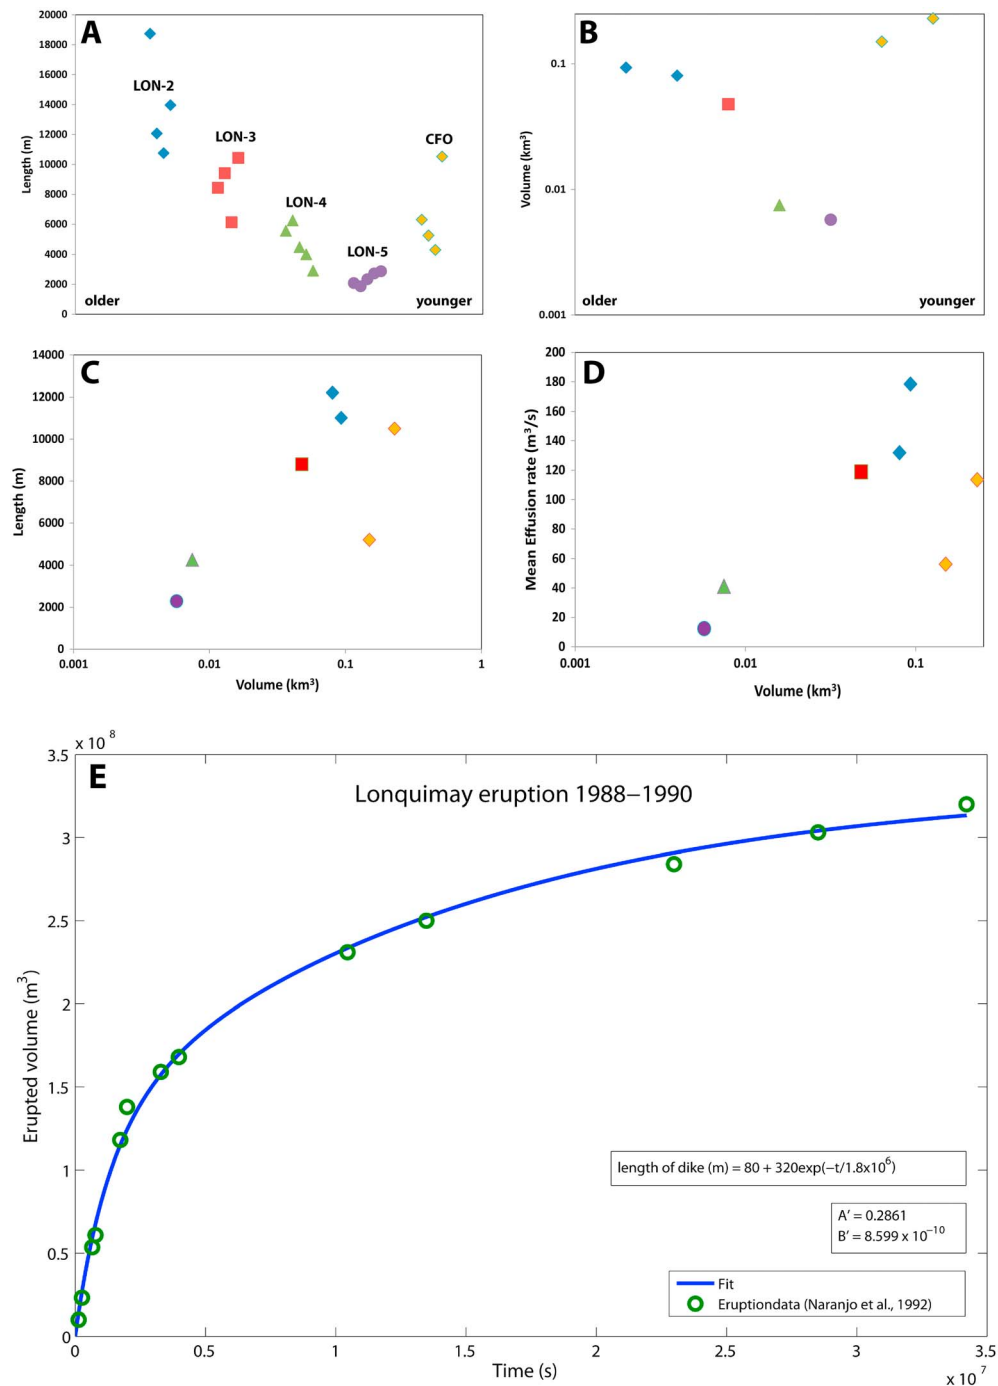 A
20000
18000
16000
14000
12000
10000
8000
6000
4000
2000
0
Length (m)
LON-2
LON-3
LON-4
LON-5
CFO
older
younger
B
0.1
0.01
0.001
Volume (km³)
older
younger
C
14000
12000
10000
8000
6000
4000
2000
0
Length (m)
0.001
0.01
0.1
1
Volume (km³)
D
200
180
160
140
120
100
80
60
40
20
0
Mean Effusion rate (m³/s)
0.001
0.01
0.1
Volume (km³)
x 10⁸
E
Lonquimay eruption 1988–1990
3.5
3
2.5
2
1.5
1
0.5
0
Erupted volume (m³)
length of dike (m) = 80 + 320exp(−t/1.8x10⁶)
A' = 0.2861
B' = 8.599 x 10⁻¹⁰
Fit
Eruptiondata (Naranjo et al., 1992)
0
0.5
1
1.5
2
2.5
3
3.5
Time (s)
x 10⁷